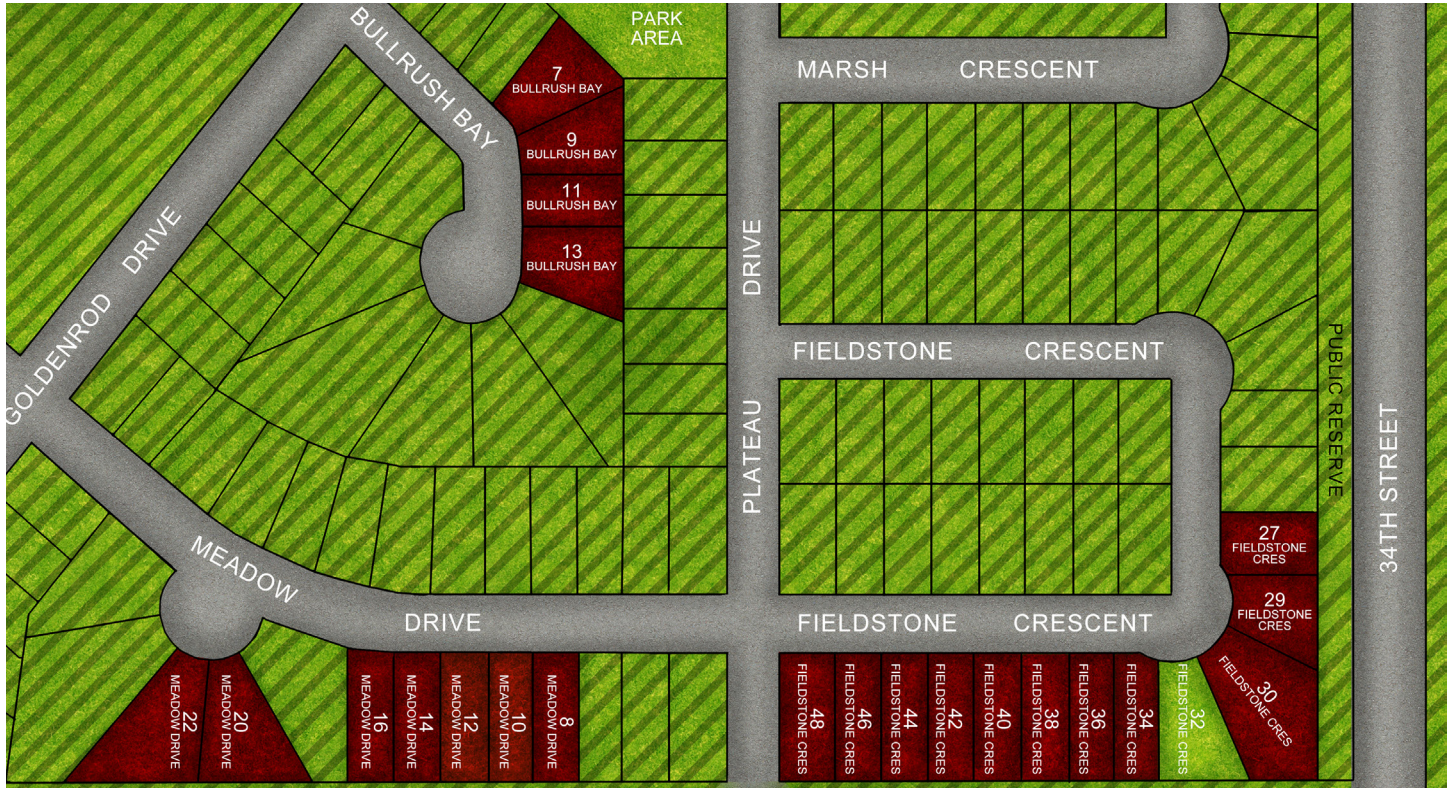 PARK
AREA
BULLRUSH BAY
7
BULLRUSH BAY
9
BULLRUSH BAY
11
BULLRUSH BAY
13
BULLRUSH BAY
MARSH CRESCENT
GOLDENROD DRIVE
PLATEAU DRIVE
FIELDSTONE CRESCENT
PUBLIC RESERVE
34TH STREET
27
FIELDSTONE
CRES
29
FIELDSTONE
CRES
30
FIELDSTONE CRES
MEADOW DRIVE
FIELDSTONE CRESCENT
22
MEADOW DRIVE
20
MEADOW DRIVE
16
MEADOW DRIVE
14
MEADOW DRIVE
12
MEADOW DRIVE
10
MEADOW DRIVE
8
MEADOW DRIVE
48
FIELDSTONE CRES
46
FIELDSTONE CRES
44
FIELDSTONE CRES
42
FIELDSTONE CRES
40
FIELDSTONE CRES
38
FIELDSTONE CRES
36
FIELDSTONE CRES
34
FIELDSTONE CRES
32
FIELDSTONE CRES